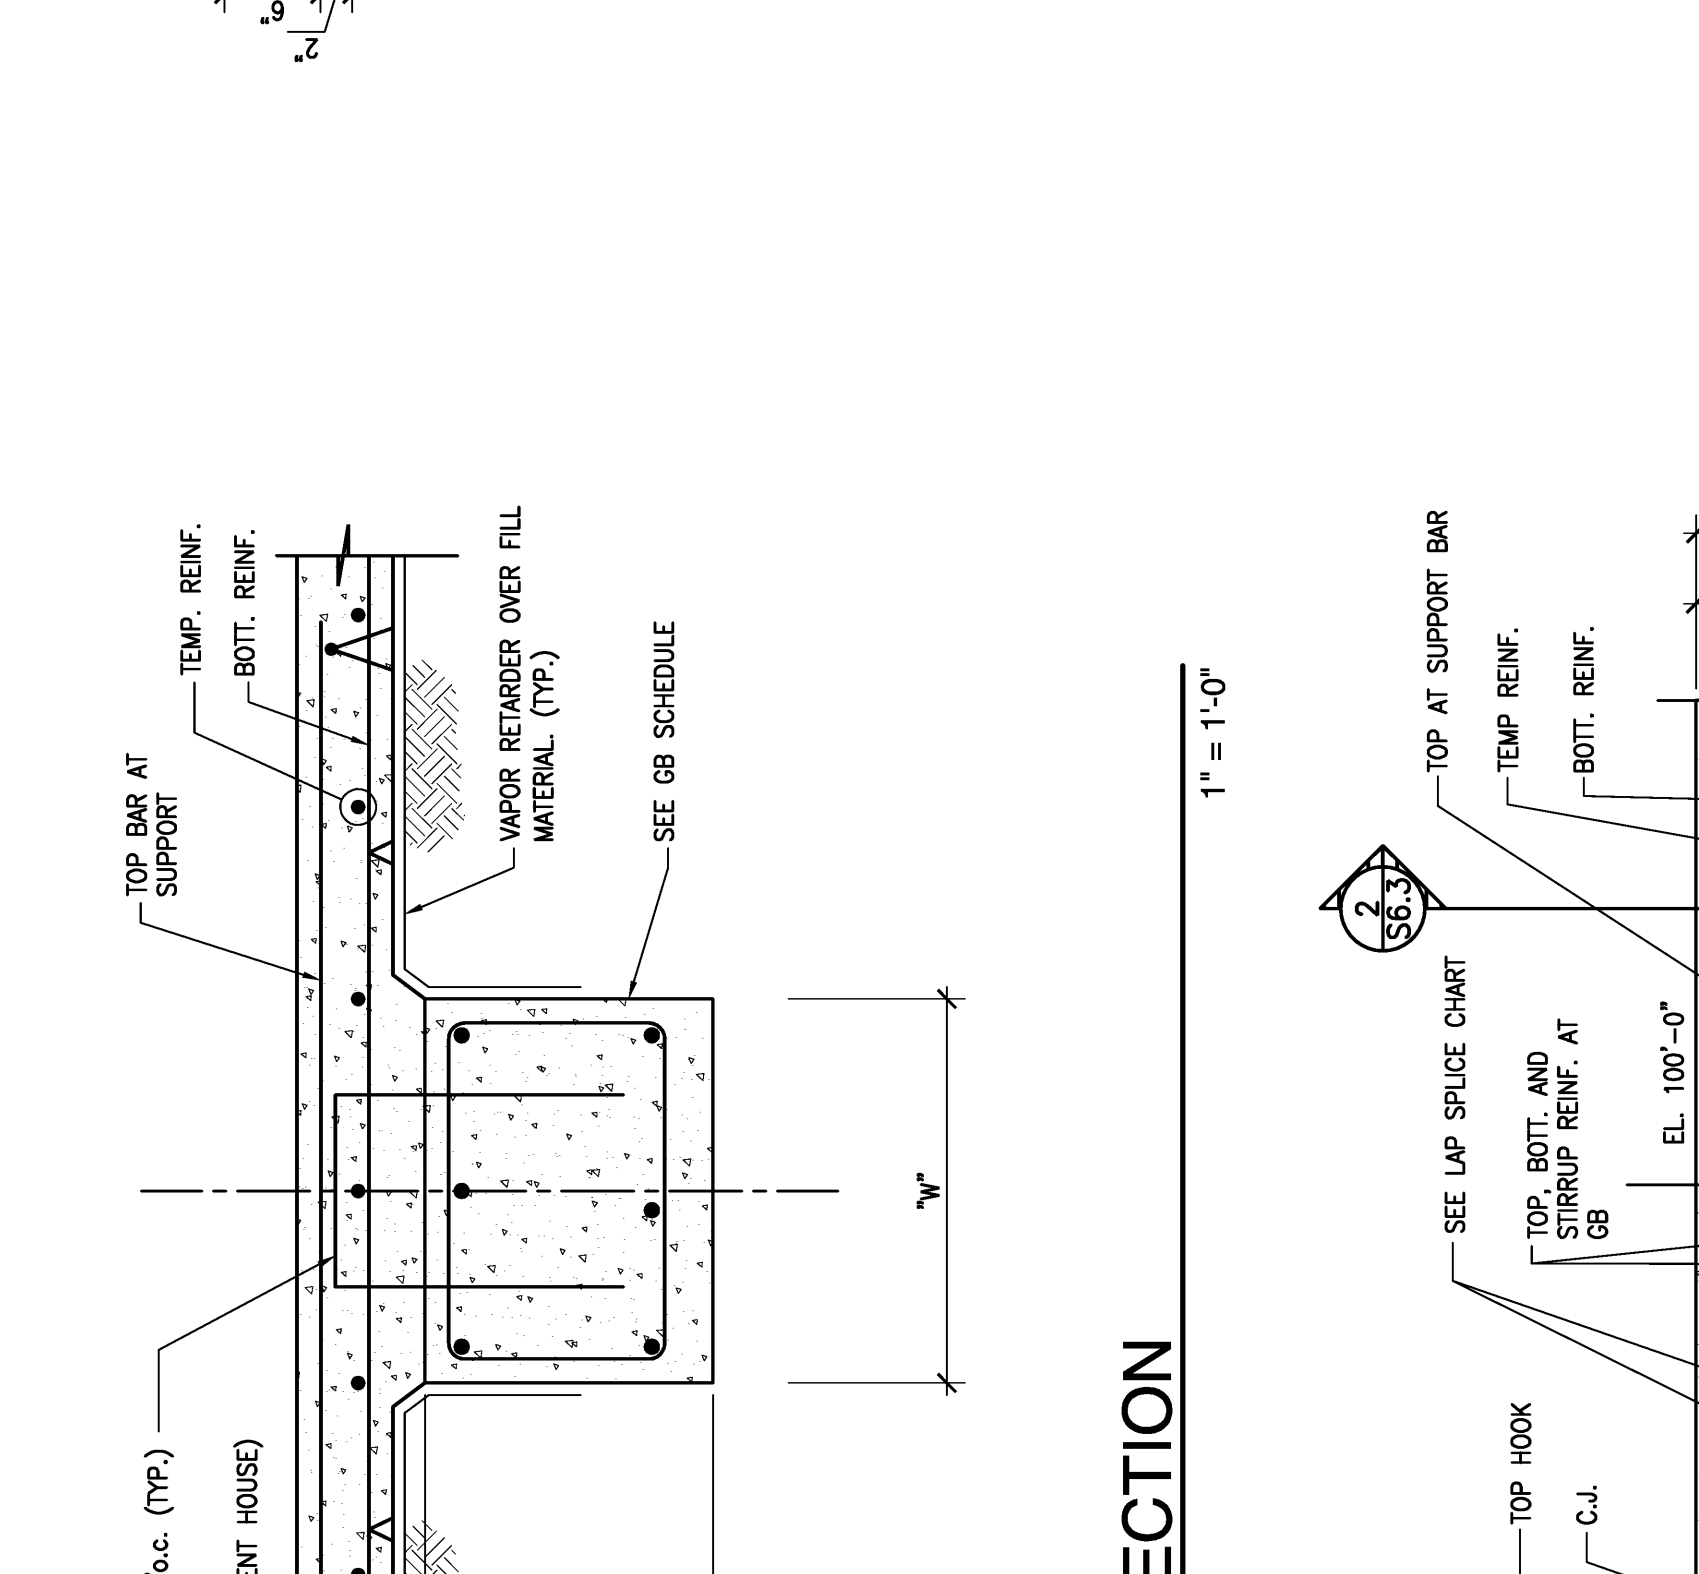 6"
2"
TEMP. REINF.
BOTT. REINF.
TOP BAR AT
SUPPORT
VAPOR RETARDER OVER FILL
MATERIAL. (TYP.)
SEE GB SCHEDULE
"W"
o.c. (TYP.)
ENT HOUSE)
ECTION
1" = 1'-0"
2
S6.3
TOP AT SUPPORT BAR
TEMP REINF.
BOTT. REINF.
SEE LAP SPLICE CHART
TOP, BOTT. AND
STIRRUP REINF. AT
GB
EL. 100'-0"
TOP HOOK
C.J.